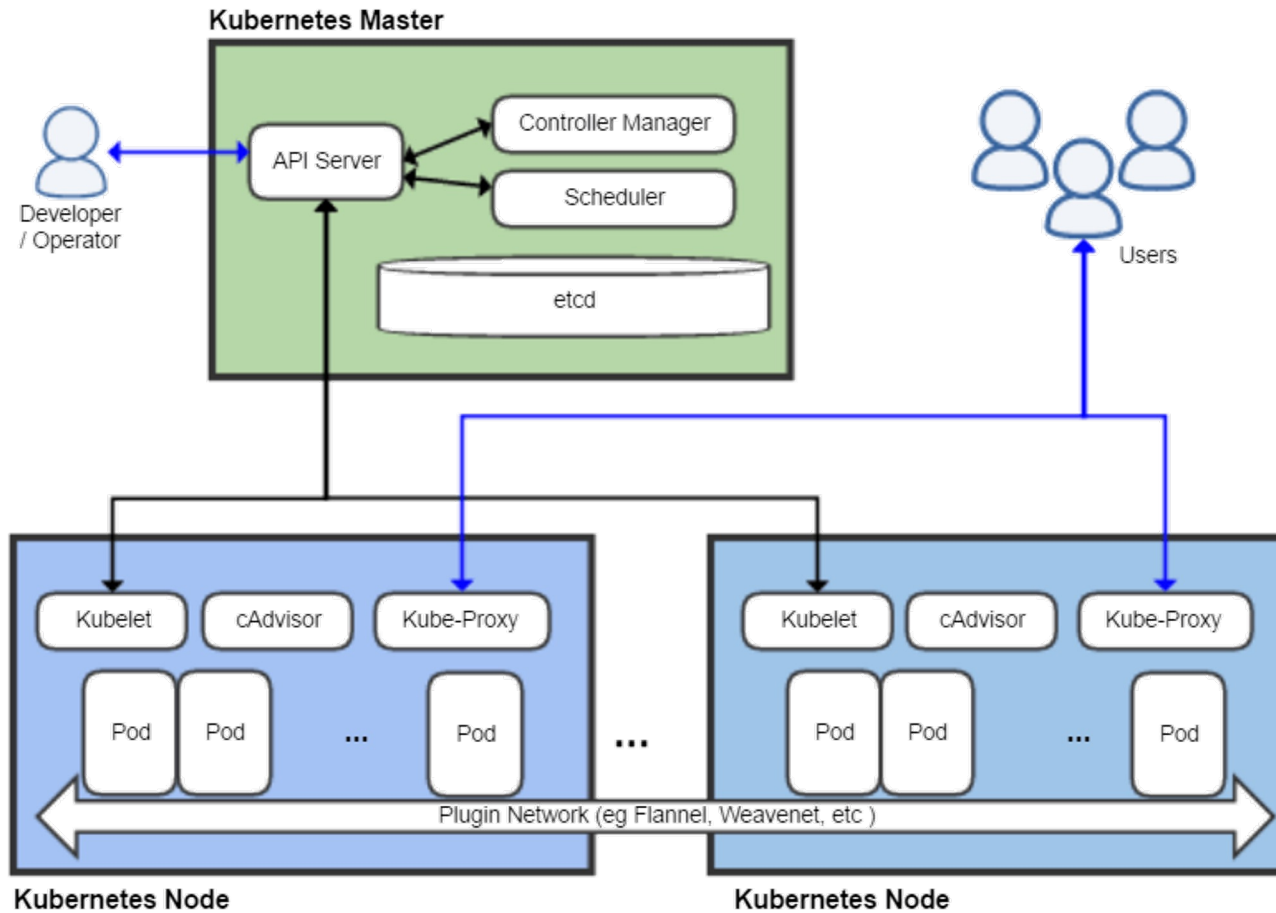 Kubernetes Master
API Server
Controller Manager
Scheduler
etcd
Developer
/ Operator
Users
Kubelet
cAdvisor
Kube-Proxy
Pod
Pod
...
Pod
...
Kubelet
cAdvisor
Kube-Proxy
Pod
Pod
...
Pod
Plugin Network (eg Flannel, Weavenet, etc )
Kubernetes Node
Kubernetes Node